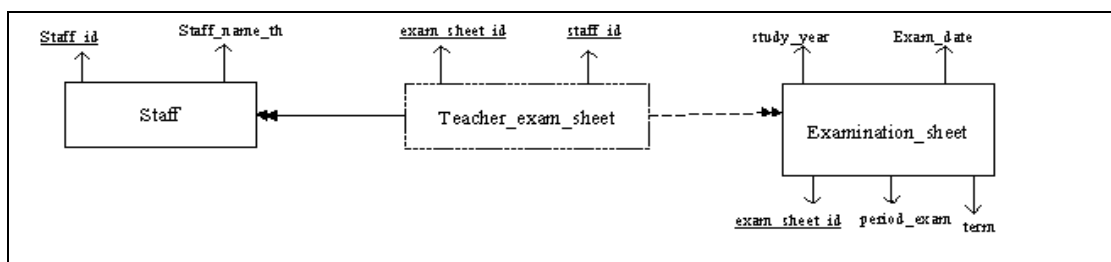 Staff_id
Staff_name_th
exam_sheet_id
staff_id
study_year
Exam_date
Staff
Teacher_exam_sheet
Examination_sheet
exam_sheet_id
period_exam
term